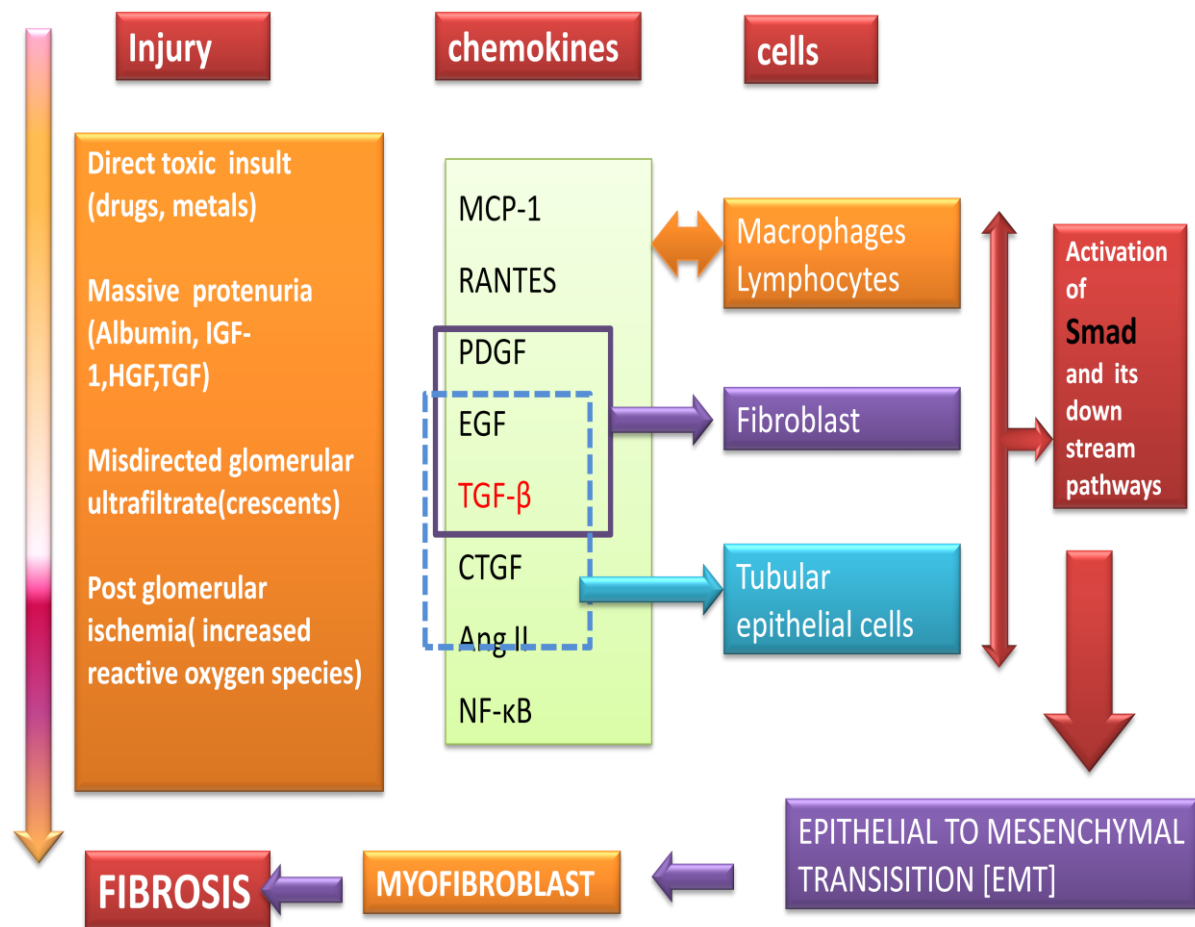 Injury
chemokines
cells
Direct toxic insult
(drugs, metals)
Massive protenuria
(Albumin, IGF-
1,HGF,TGF)
Misdirected glomerular
ultrafiltrate(crescents)
Post glomerular
ischemia( increased
reactive oxygen species)
MCP-1
RANTES
PDGF
EGF
TGF-β
CTGF
Ang II
NF-κB
Macrophages
Lymphocytes
Fibroblast
Tubular
epithelial cells
Activation
of
Smad
and its
down
stream
pathways
EPITHELIAL TO MESENCHYMAL
TRANSISITION [EMT]
MYOFIBROBLAST
FIBROSIS